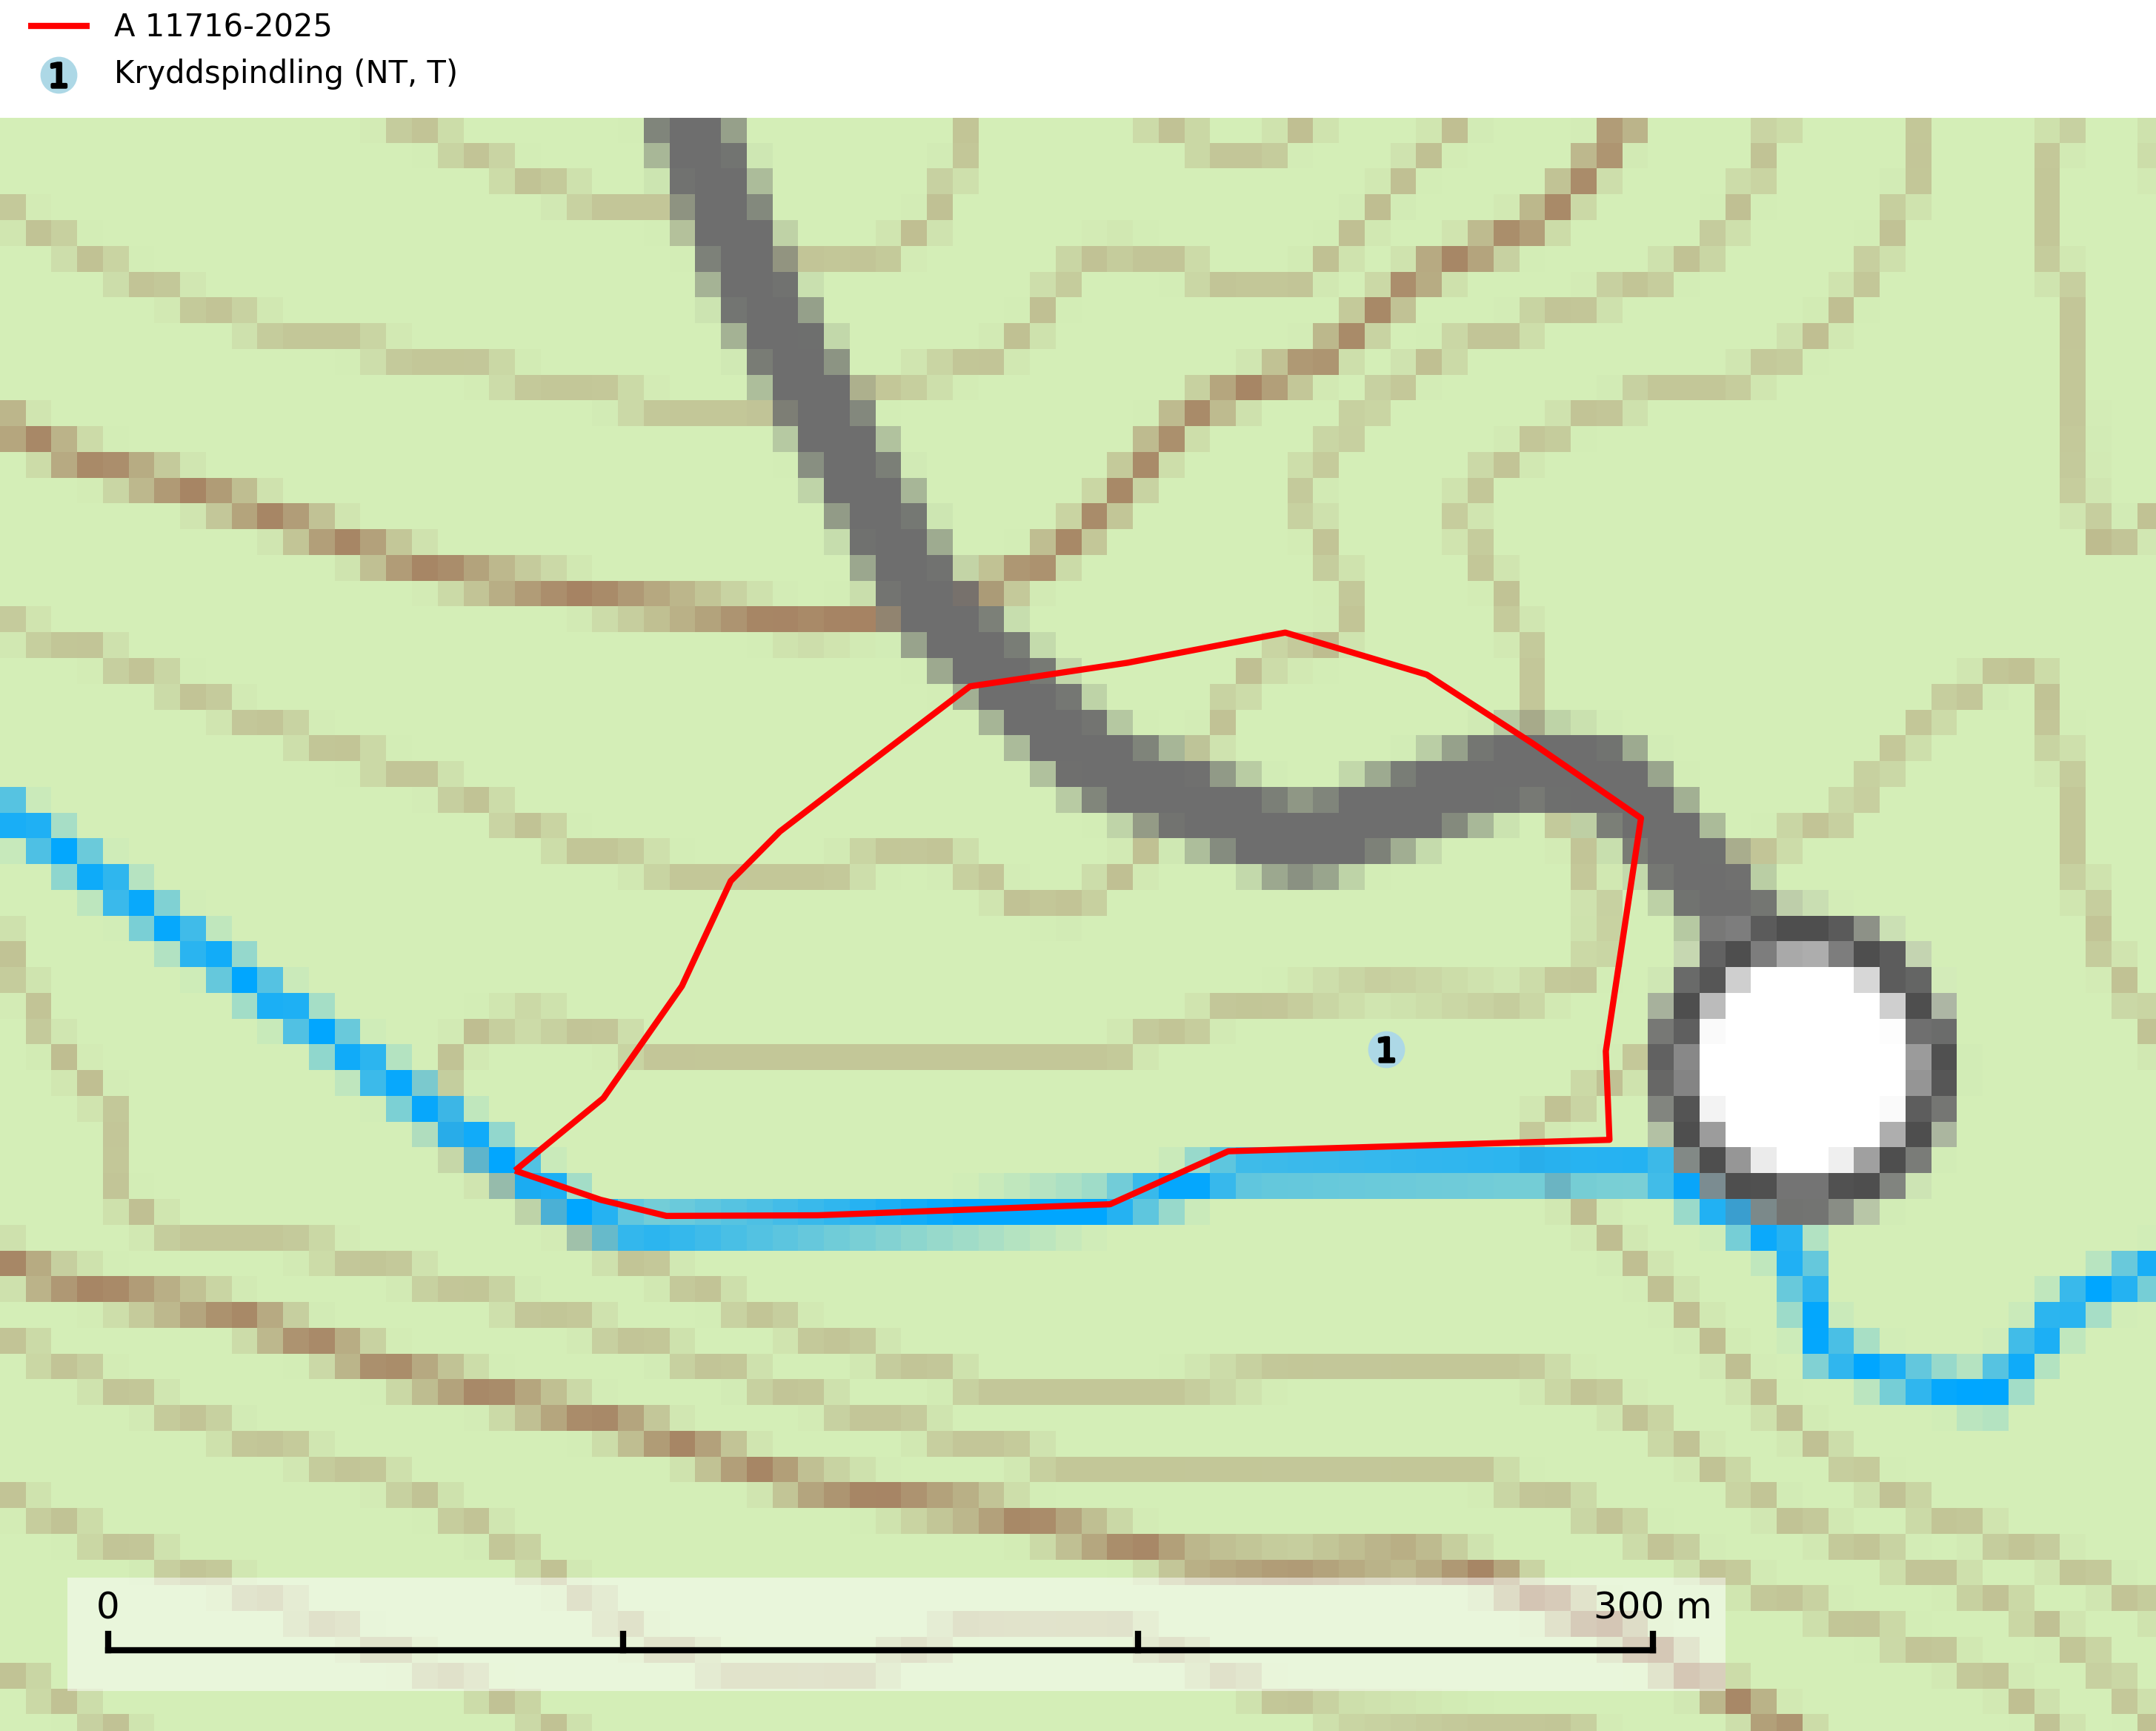 A 11716-2025
1 Kryddspindling (NT, T)
1
0 300 m